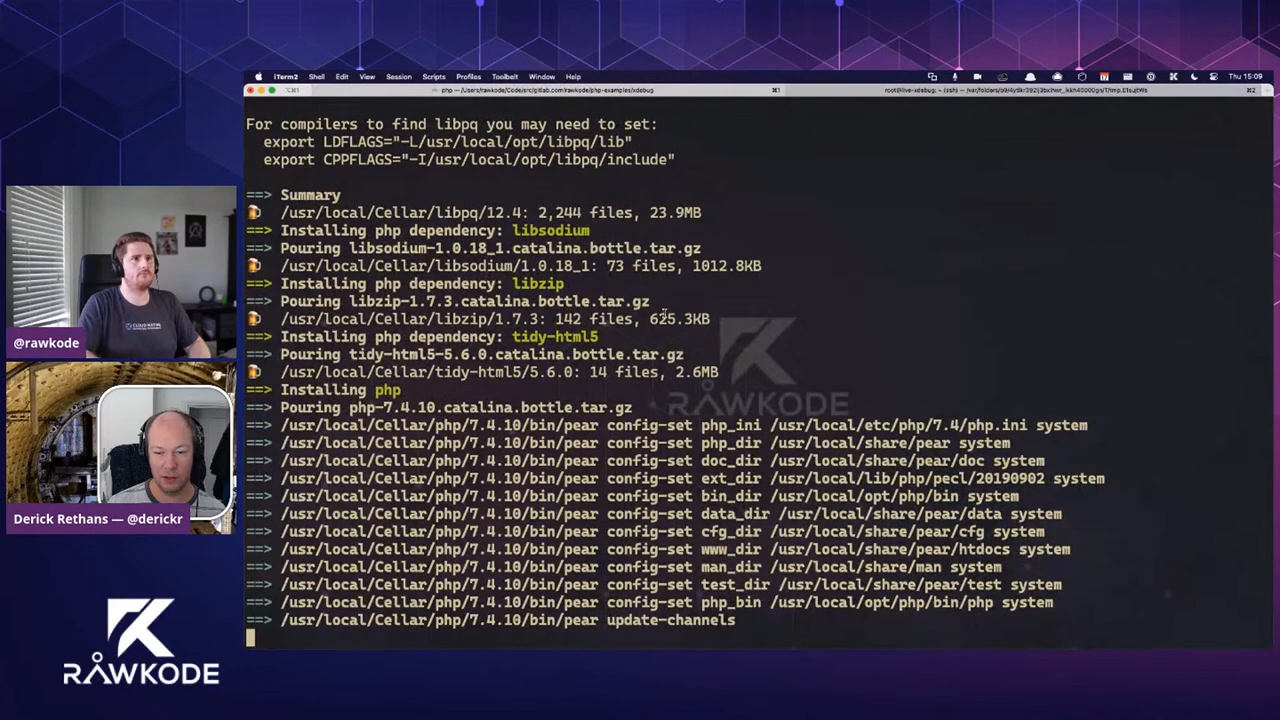 iTerm2 Shell Edit View Session Scripts Profiles Toolbelt Window Help
Thu 15:09
php — /Users/rawkode/Code/src/gitlab.com/rawkode/php-examples/xdebug
For compilers to find libpq you may need to set:
export LDFLAGS="-L/usr/local/opt/libpq/lib"
export CPPFLAGS="-I/usr/local/opt/libpq/include"
==> Summary
/usr/local/Cellar/libpq/12.4: 2,244 files, 23.9MB
==> Installing php dependency: libsodium
==> Pouring libsodium-1.0.18_1.catalina.bottle.tar.gz
/usr/local/Cellar/libsodium/1.0.18_1: 73 files, 1012.8KB
==> Installing php dependency: libzip
==> Pouring libzip-1.7.3.catalina.bottle.tar.gz
/usr/local/Cellar/libzip/1.7.3: 142 files, 625.3KB
==> Installing php dependency: tidy-html5
==> Pouring tidy-html5-5.6.0.catalina.bottle.tar.gz
/usr/local/Cellar/tidy-html5/5.6.0: 14 files, 2.6MB
==> Installing php
==> Pouring php-7.4.10.catalina.bottle.tar.gz
==> /usr/local/Cellar/php/7.4.10/bin/pear config-set php_ini /usr/local/etc/php/7.4/php.ini system
==> /usr/local/Cellar/php/7.4.10/bin/pear config-set php_dir /usr/local/share/pear system
==> /usr/local/Cellar/php/7.4.10/bin/pear config-set doc_dir /usr/local/share/pear/doc system
==> /usr/local/Cellar/php/7.4.10/bin/pear config-set ext_dir /usr/local/lib/php/pecl/20190902 system
==> /usr/local/Cellar/php/7.4.10/bin/pear config-set bin_dir /usr/local/opt/php/bin system
==> /usr/local/Cellar/php/7.4.10/bin/pear config-set data_dir /usr/local/share/pear/data system
==> /usr/local/Cellar/php/7.4.10/bin/pear config-set cfg_dir /usr/local/share/pear/cfg system
==> /usr/local/Cellar/php/7.4.10/bin/pear config-set www_dir /usr/local/share/pear/htdocs system
==> /usr/local/Cellar/php/7.4.10/bin/pear config-set man_dir /usr/local/share/man system
==> /usr/local/Cellar/php/7.4.10/bin/pear config-set test_dir /usr/local/share/pear/test system
==> /usr/local/Cellar/php/7.4.10/bin/pear config-set php_bin /usr/local/opt/php/bin/php system
==> /usr/local/Cellar/php/7.4.10/bin/pear update-channels
RÅWKODE
@rawkode
Derick Rethans — @derickr
RÅWKODE